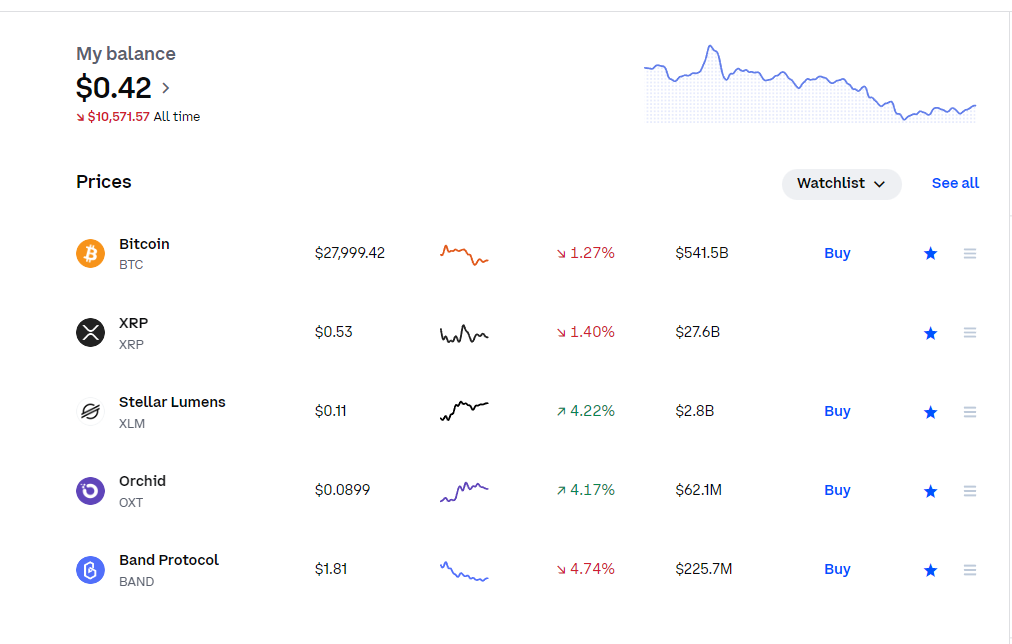 My balance
$0.42
$10,571.57 All time
Prices
Watchlist
See all
Bitcoin
BTC
$27,999.42
1.27%
$541.5B
Buy
XRP
XRP
$0.53
1.40%
$27.6B
Stellar Lumens
XLM
$0.11
4.22%
$2.8B
Buy
Orchid
OXT
$0.0899
4.17%
$62.1M
Buy
Band Protocol
BAND
$1.81
4.74%
$225.7M
Buy